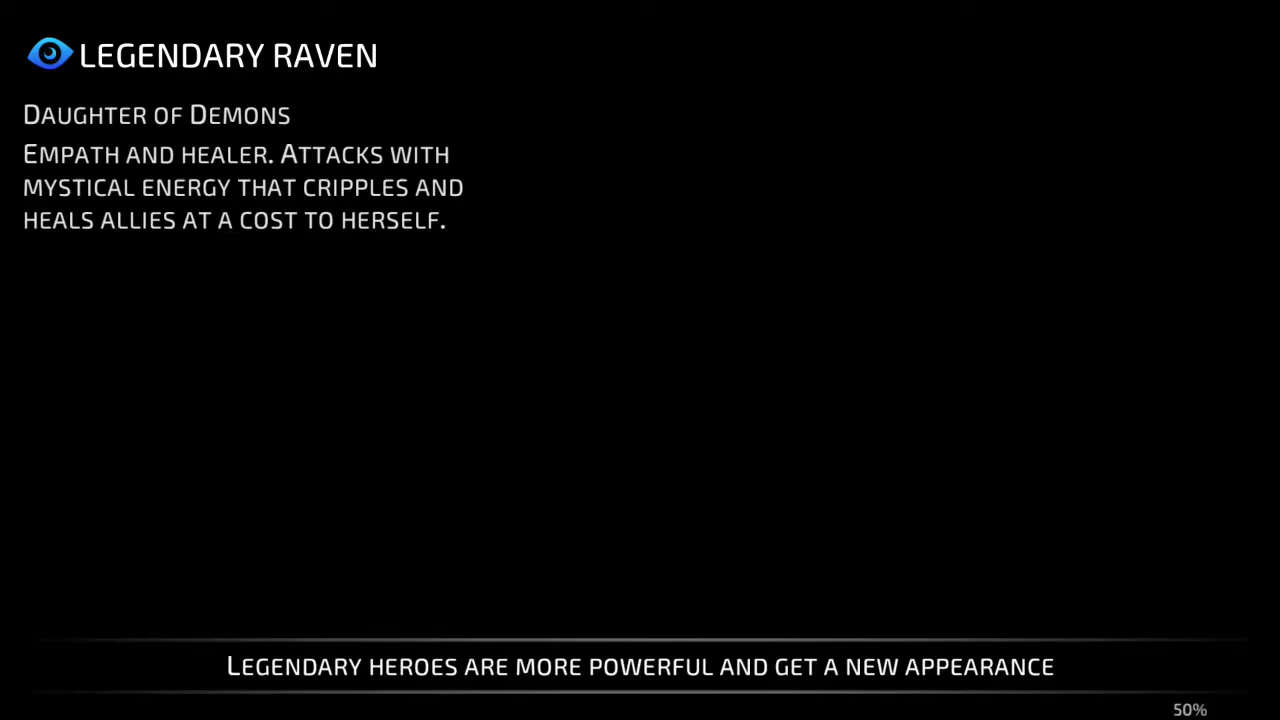 LEGENDARY RAVEN
DAUGHTER OF DEMONS
EMPATH AND HEALER. ATTACKS WITH
MYSTICAL ENERGY THAT CRIPPLES AND
HEALS ALLIES AT A COST TO HERSELF.
LEGENDARY HEROES ARE MORE POWERFUL AND GET A NEW APPEARANCE
50%